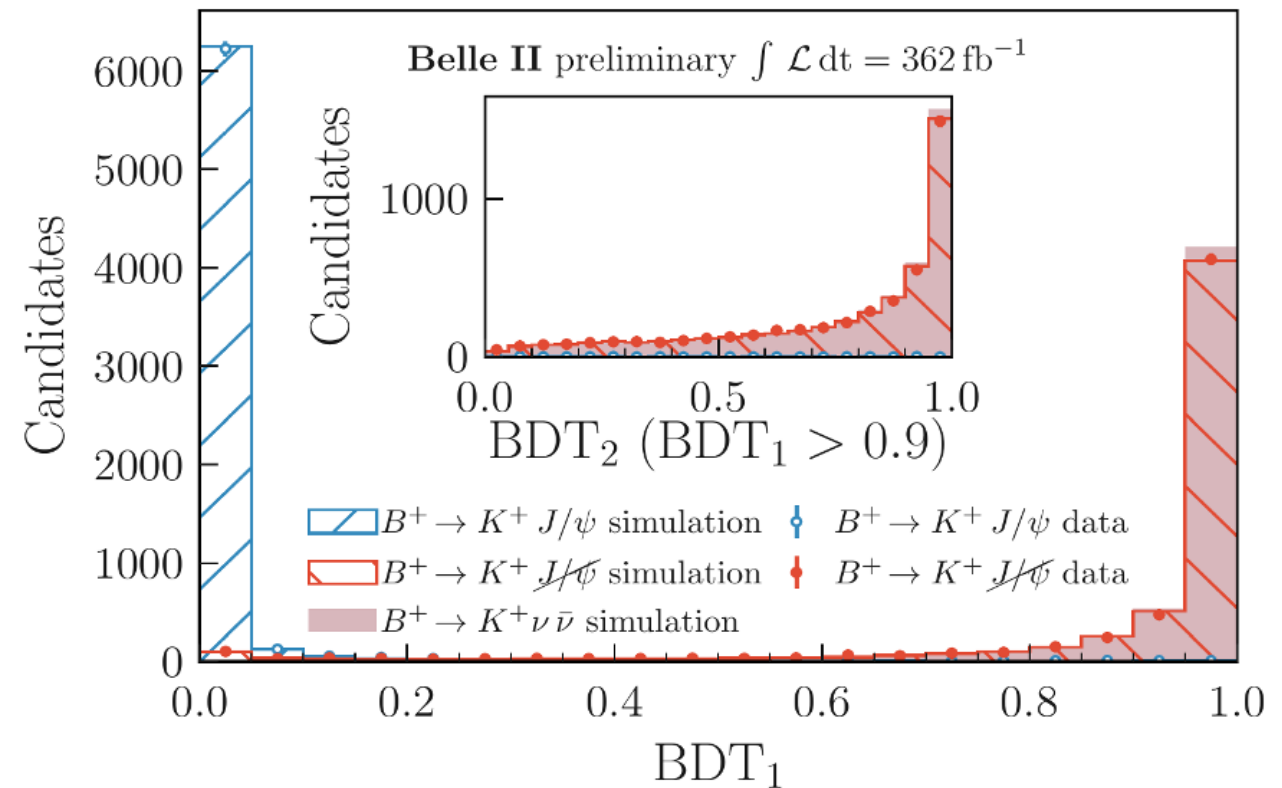 Belle II preliminary ∫ ℒ dt = 362 fb⁻¹
Candidates
6000
5000
4000
3000
2000
1000
0
Candidates
1000
0
0.0 0.5 1.0
BDT₂ (BDT₁ > 0.9)
B⁺ → K⁺ J/ψ simulation B⁺ → K⁺ J/ψ data
B⁺ → K⁺ J̸/̸ψ̸ simulation B⁺ → K⁺ J̸/̸ψ̸ data
B⁺ → K⁺ν ν̄ simulation
0.0 0.2 0.4 0.6 0.8 1.0
BDT₁